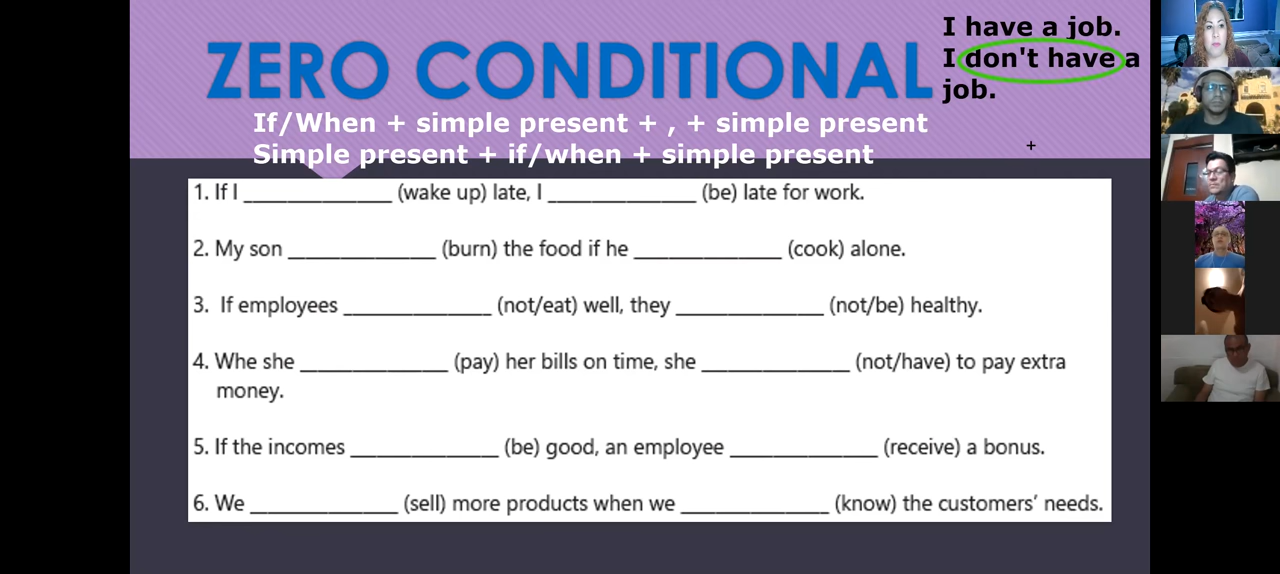 ZERO CONDITIONAL
I have a job.
I don't have a
job.
If/When + simple present + , + simple present
Simple present + if/when + simple present
+
1. If I ______________ (wake up) late, I ______________ (be) late for work.
2. My son ______________ (burn) the food if he ______________ (cook) alone.
3. If employees ______________ (not/eat) well, they ______________ (not/be) healthy.
4. Whe she ______________ (pay) her bills on time, she ______________ (not/have) to pay extra
money.
5. If the incomes ______________ (be) good, an employee ______________ (receive) a bonus.
6. We ______________ (sell) more products when we ______________ (know) the customers’ needs.